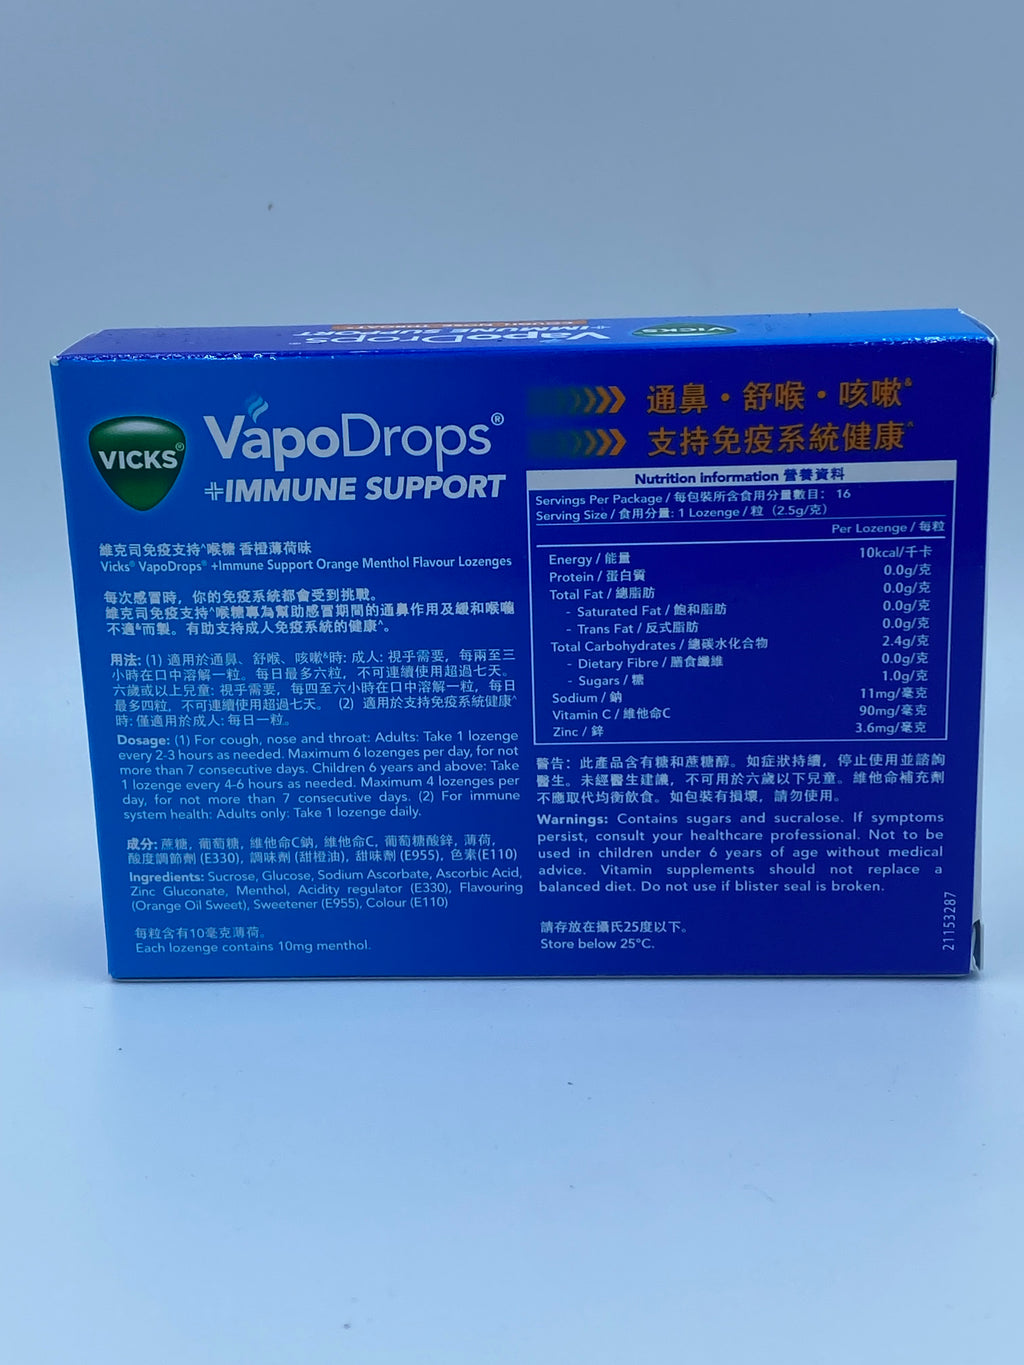 VICKS
VapoDrops®
+IMMUNE SUPPORT
VICKS®
VapoDrops®
+IMMUNE SUPPORT
維克司免疫支持^喉糖 香橙薄荷味
Vicks® VapoDrops® +Immune Support Orange Menthol Flavour Lozenges
每次感冒時，你的免疫系統都會受到挑戰。
維克司免疫支持^喉糖專為幫助感冒期間的通鼻作用及緩和喉嚨
不適&而製。有助支持成人免疫系統的健康^。
用法: (1) 適用於通鼻、舒喉、咳嗽&時: 成人: 視乎需要，每兩至三
小時在口中溶解一粒。每日最多六粒，不可連續使用超過七天。
六歲或以上兒童: 視乎需要，每四至六小時在口中溶解一粒，每日
最多四粒，不可連續使用超過七天。 (2) 適用於支持免疫系統健康^
時: 僅適用於成人: 每日一粒。
Dosage: (1) For cough, nose and throat: Adults: Take 1 lozenge
every 2-3 hours as needed. Maximum 6 lozenges per day, for not
more than 7 consecutive days. Children 6 years and above: Take
1 lozenge every 4-6 hours as needed. Maximum 4 lozenges per
day, for not more than 7 consecutive days. (2) For immune
system health: Adults only: Take 1 lozenge daily.
成分: 蔗糖, 葡萄糖, 維他命C鈉, 維他命C, 葡萄糖酸鋅, 薄荷,
酸度調節劑 (E330), 調味劑 (甜橙油), 甜味劑 (E955), 色素(E110)
Ingredients: Sucrose, Glucose, Sodium Ascorbate, Ascorbic Acid,
Zinc Gluconate, Menthol, Acidity regulator (E330), Flavouring
(Orange Oil Sweet), Sweetener (E955), Colour (E110)
每粒含有10毫克薄荷。
Each lozenge contains 10mg menthol.
通鼻・舒喉・咳嗽&
支持免疫系統健康^
Nutrition information 營養資料
Servings Per Package / 每包裝所含食用分量數目： 16
Serving Size / 食用分量: 1 Lozenge / 粒（2.5g/克）
Per Lozenge / 每粒
Energy / 能量 10kcal/千卡
Protein / 蛋白質 0.0g/克
Total Fat / 總脂肪 0.0g/克
- Saturated Fat / 飽和脂肪 0.0g/克
- Trans Fat / 反式脂肪 0.0g/克
Total Carbohydrates / 總碳水化合物 2.4g/克
- Dietary Fibre / 膳食纖維 0.0g/克
- Sugars / 糖 1.0g/克
Sodium / 鈉 11mg/毫克
Vitamin C / 維他命C 90mg/毫克
Zinc / 鋅 3.6mg/毫克
警告：此產品含有糖和蔗糖醇。如症狀持續，停止使用並諮詢
醫生。未經醫生建議，不可用於六歲以下兒童。維他命補充劑
不應取代均衡飲食。如包裝有損壞，請勿使用。
Warnings: Contains sugars and sucralose. If symptoms
persist, consult your healthcare professional. Not to be
used in children under 6 years of age without medical
advice. Vitamin supplements should not replace a
balanced diet. Do not use if blister seal is broken.
請存放在攝氏25度以下。
Store below 25°C.
21153287